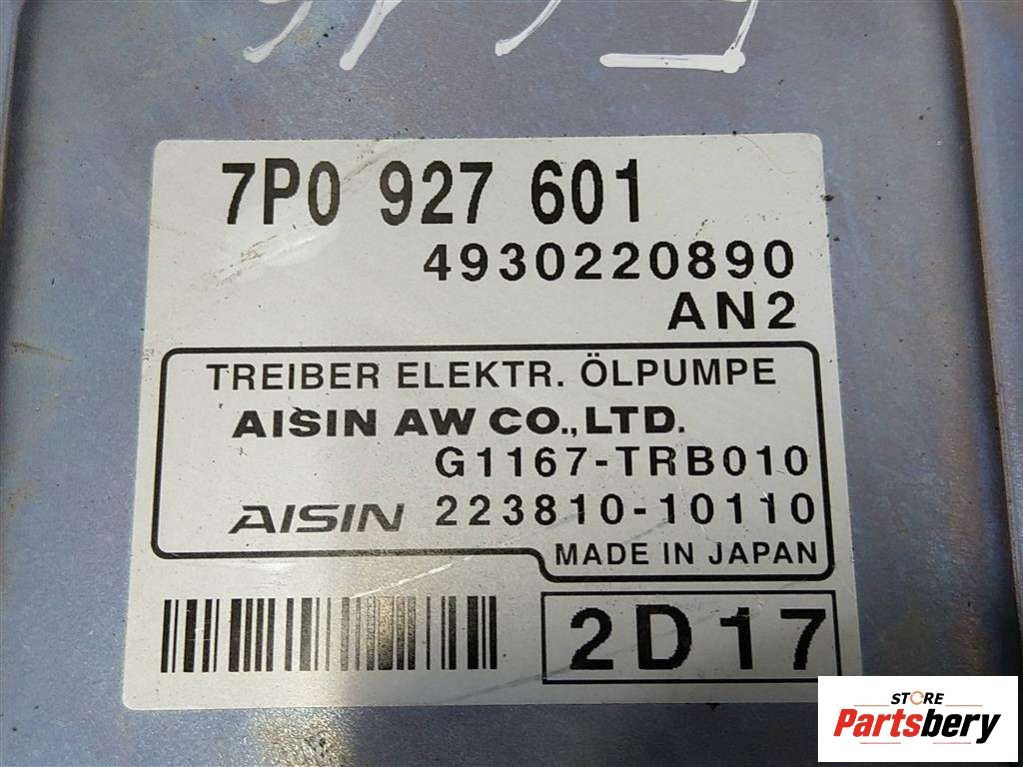 7P0 927 601
4930220890
AN2
TREIBER ELEKTR. ÖLPUMPE
AISIN AW CO.,LTD.
G1167-TRB010
AISIN 223810-10110
MADE IN JAPAN
2D17
STORE
Partsbery